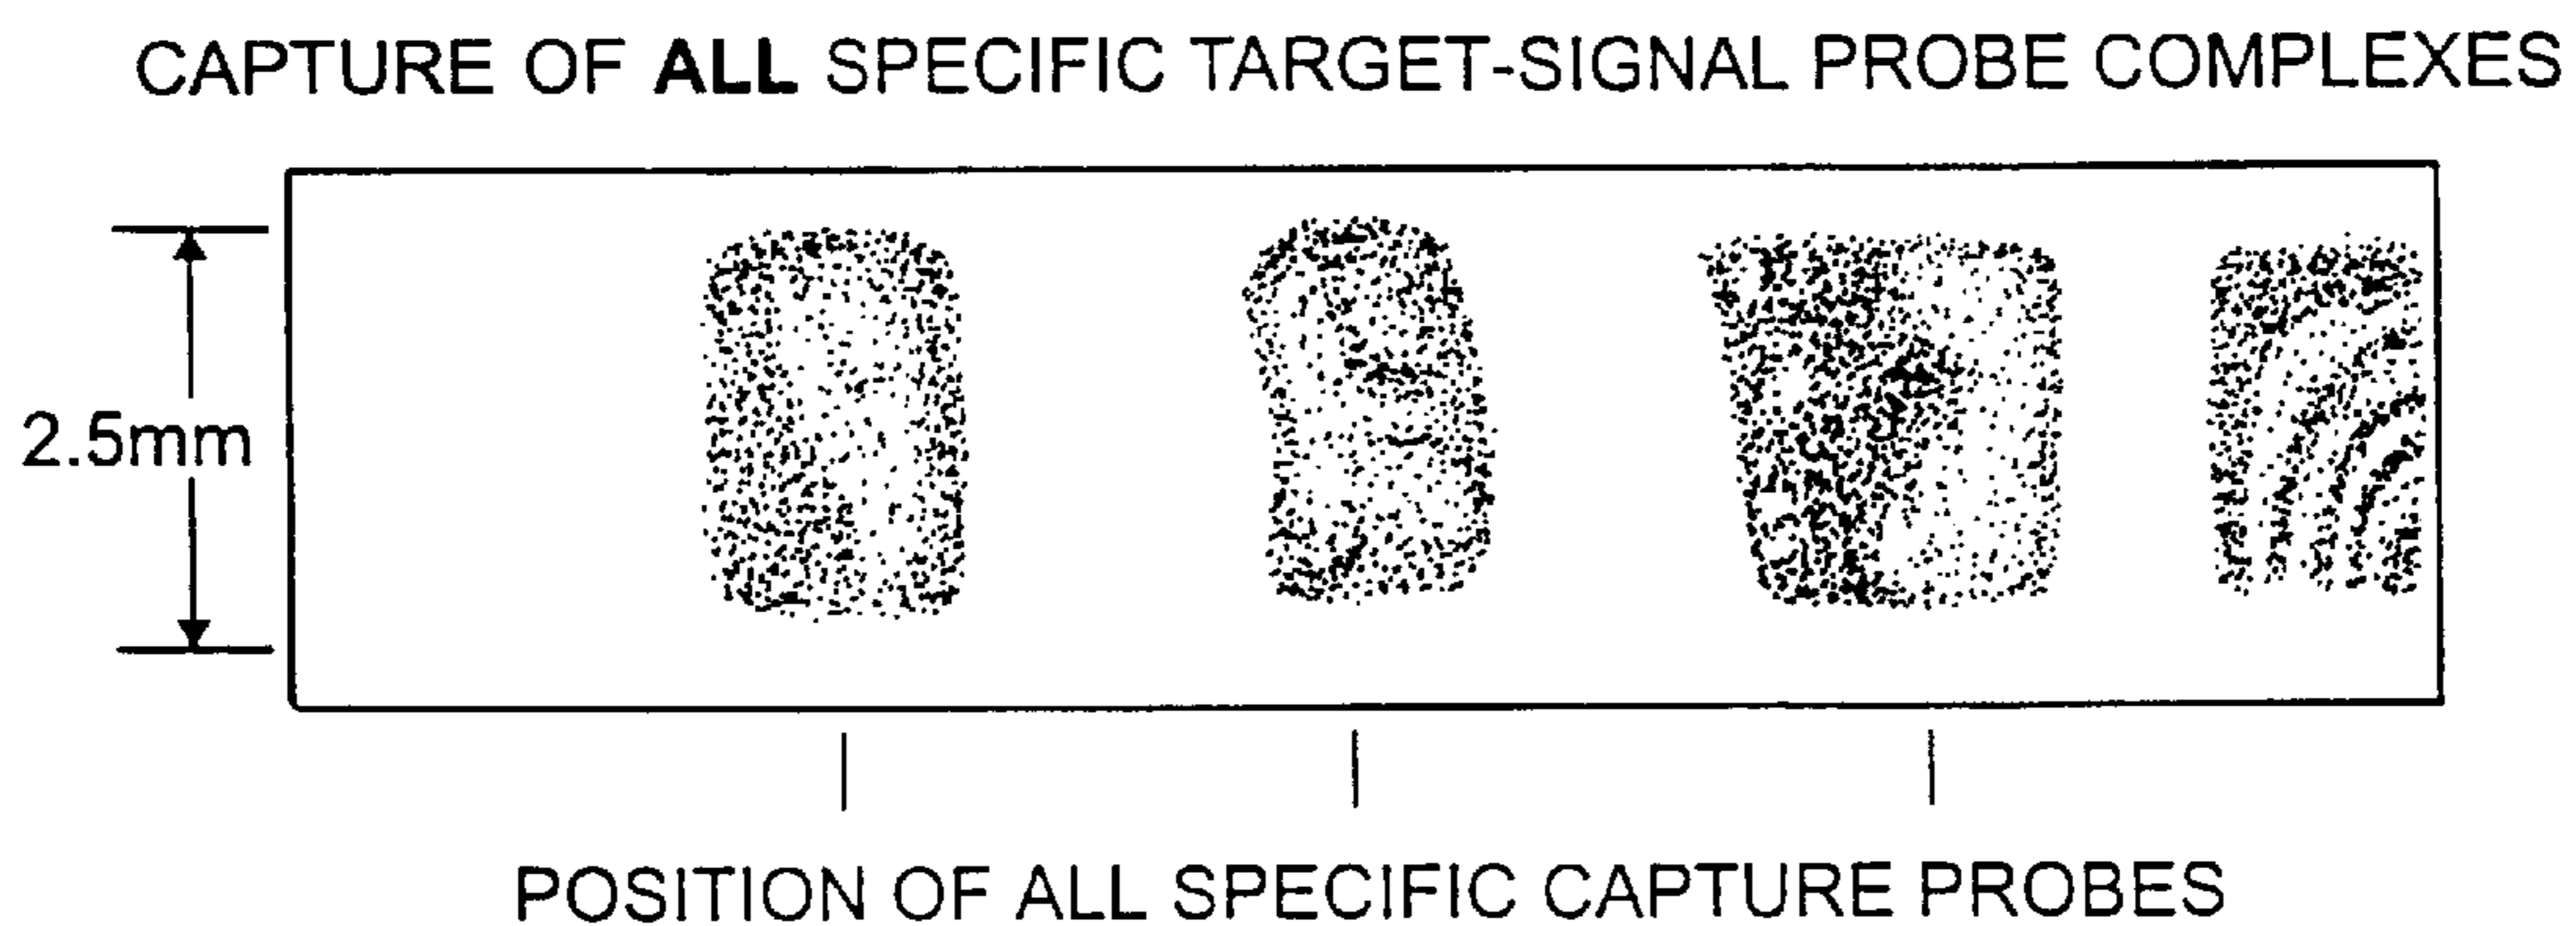 CAPTURE OF ALL SPECIFIC TARGET-SIGNAL PROBE COMPLEXES
2.5mm
POSITION OF ALL SPECIFIC CAPTURE PROBES